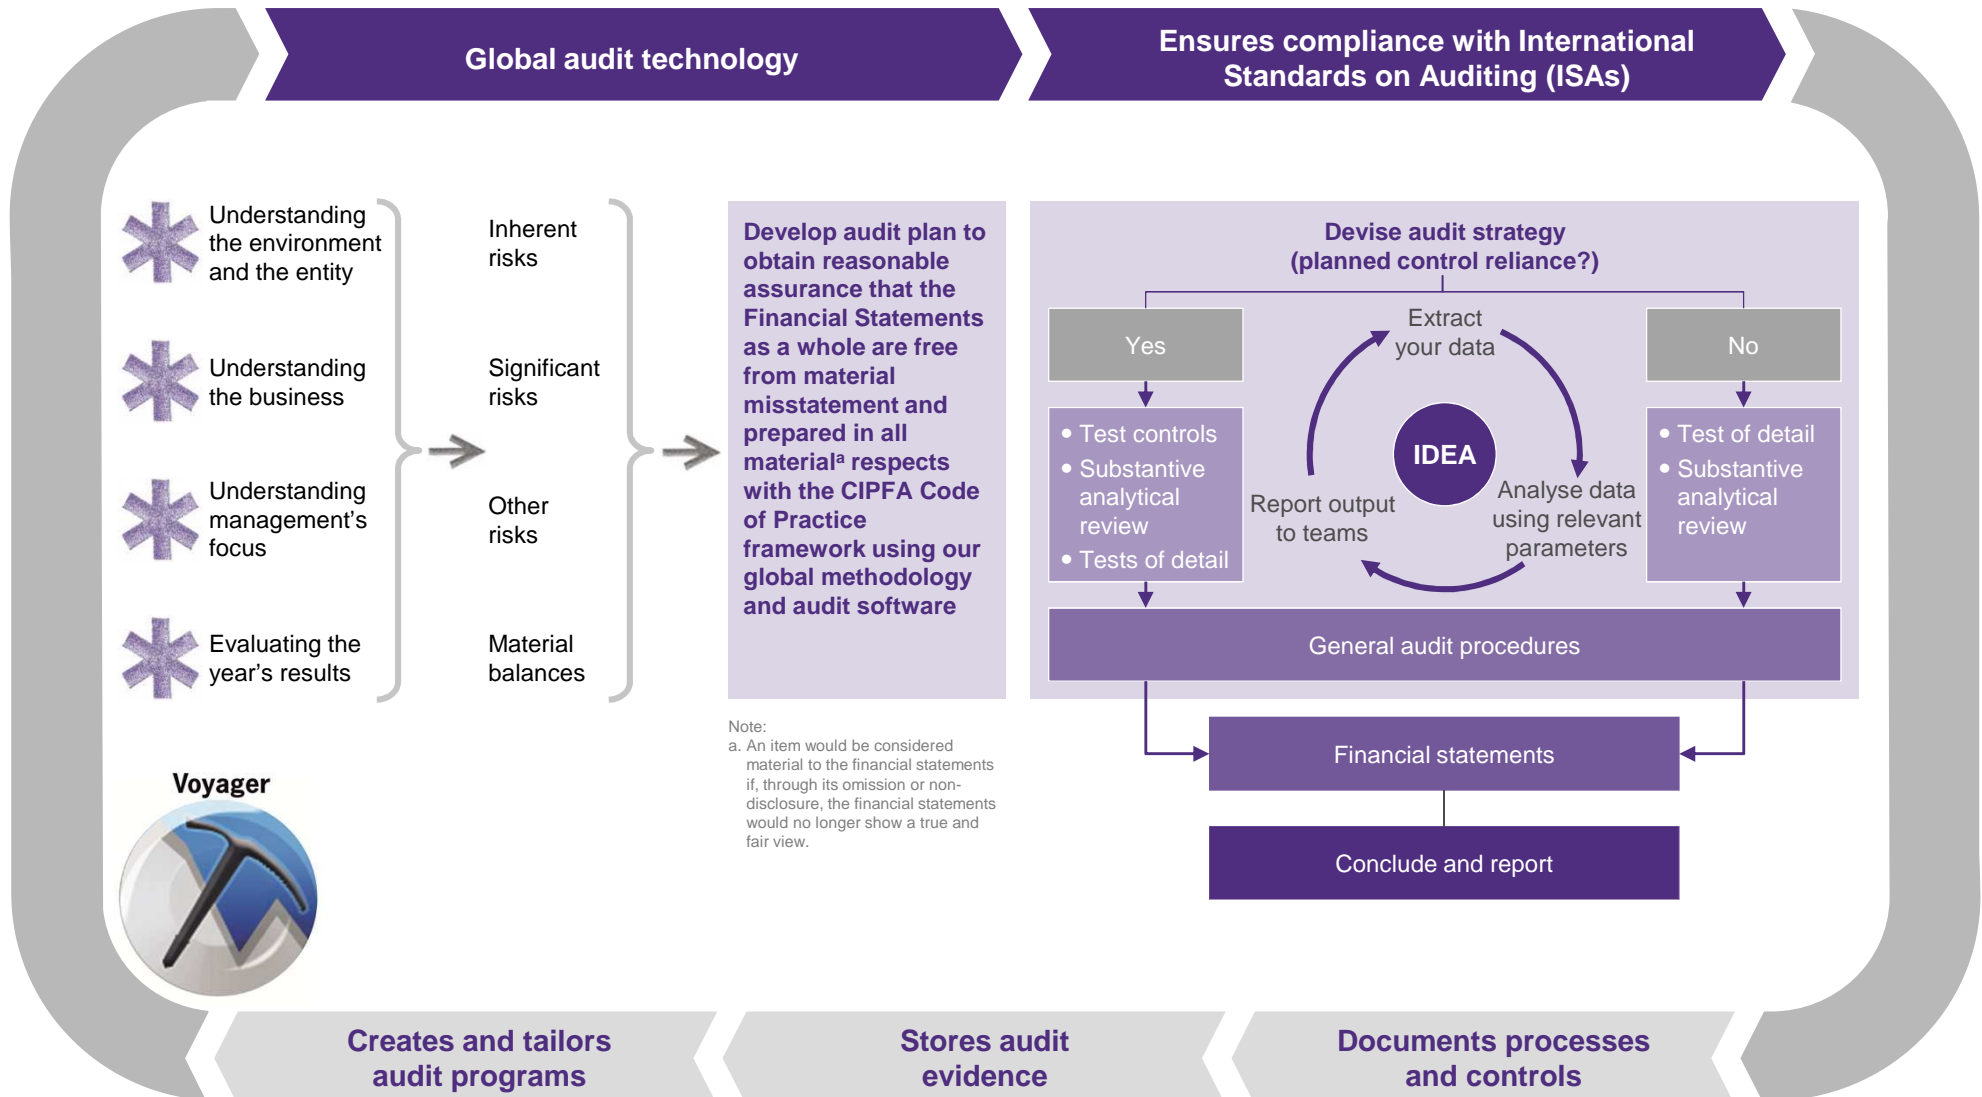 Global audit technology
Ensures compliance with International
Standards on Auditing (ISAs)
Understanding
the environment
and the entity
Understanding
the business
Understanding
management’s
focus
Evaluating the
year’s results
Inherent
risks
Significant
risks
Other
risks
Material
balances
Develop audit plan to
obtain reasonable
assurance that the
Financial Statements
as a whole are free
from material
misstatement and
prepared in all
materialᵃ respects
with the CIPFA Code
of Practice
framework using our
global methodology
and audit software
Note:
a. An item would be considered
material to the financial statements
if, through its omission or non-
disclosure, the financial statements
would no longer show a true and
fair view.
Devise audit strategy
(planned control reliance?)
Yes
• Test controls
• Substantive
analytical
review
• Tests of detail
Extract
your data
IDEA
Analyse data
using relevant
parameters
Report output
to teams
No
• Test of detail
• Substantive
analytical
review
General audit procedures
Financial statements
Conclude and report
Voyager
Creates and tailors
audit programs
Stores audit
evidence
Documents processes
and controls